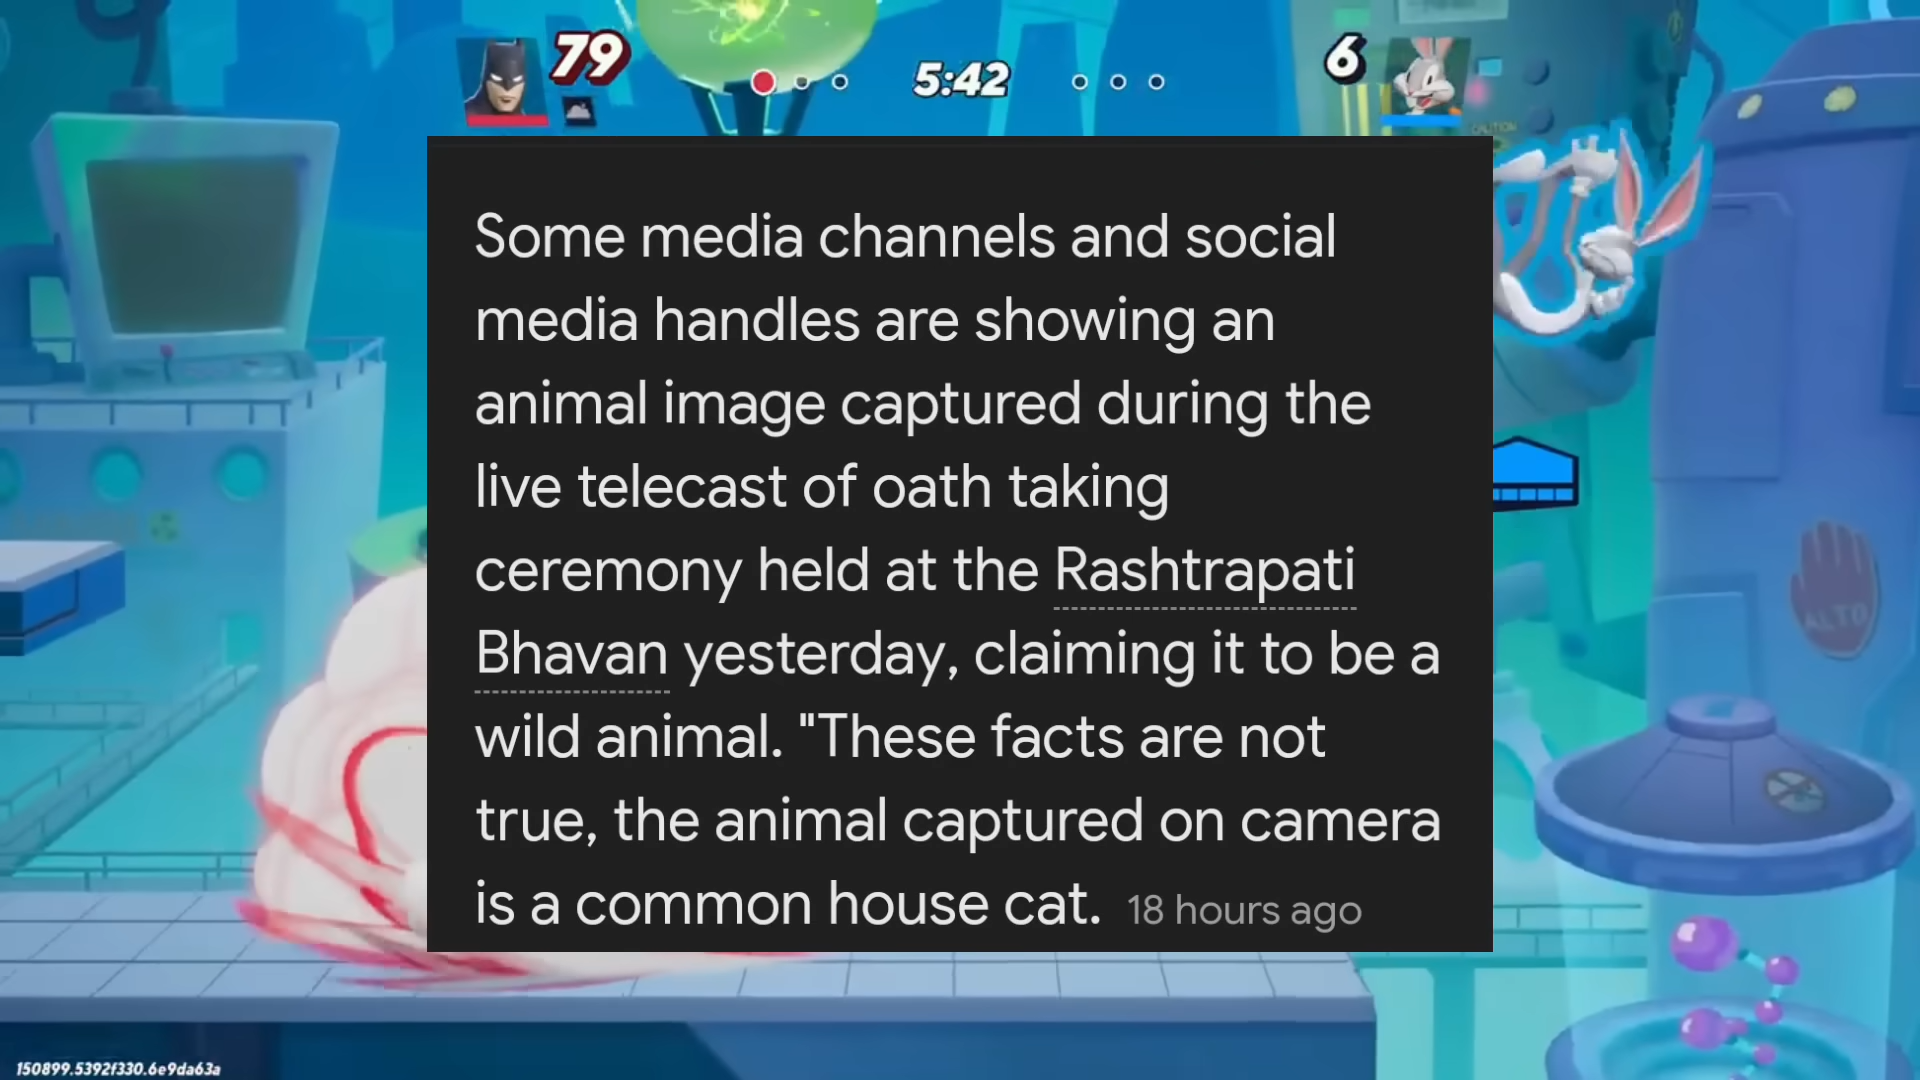 79
5:42
6
CAUTION
Some media channels and social
media handles are showing an
animal image captured during the
live telecast of oath taking
ceremony held at the Rashtrapati
Bhavan yesterday, claiming it to be a
wild animal. "These facts are not
true, the animal captured on camera
is a common house cat. 18 hours ago
ALTO
150899.5392f330.6e9da63a